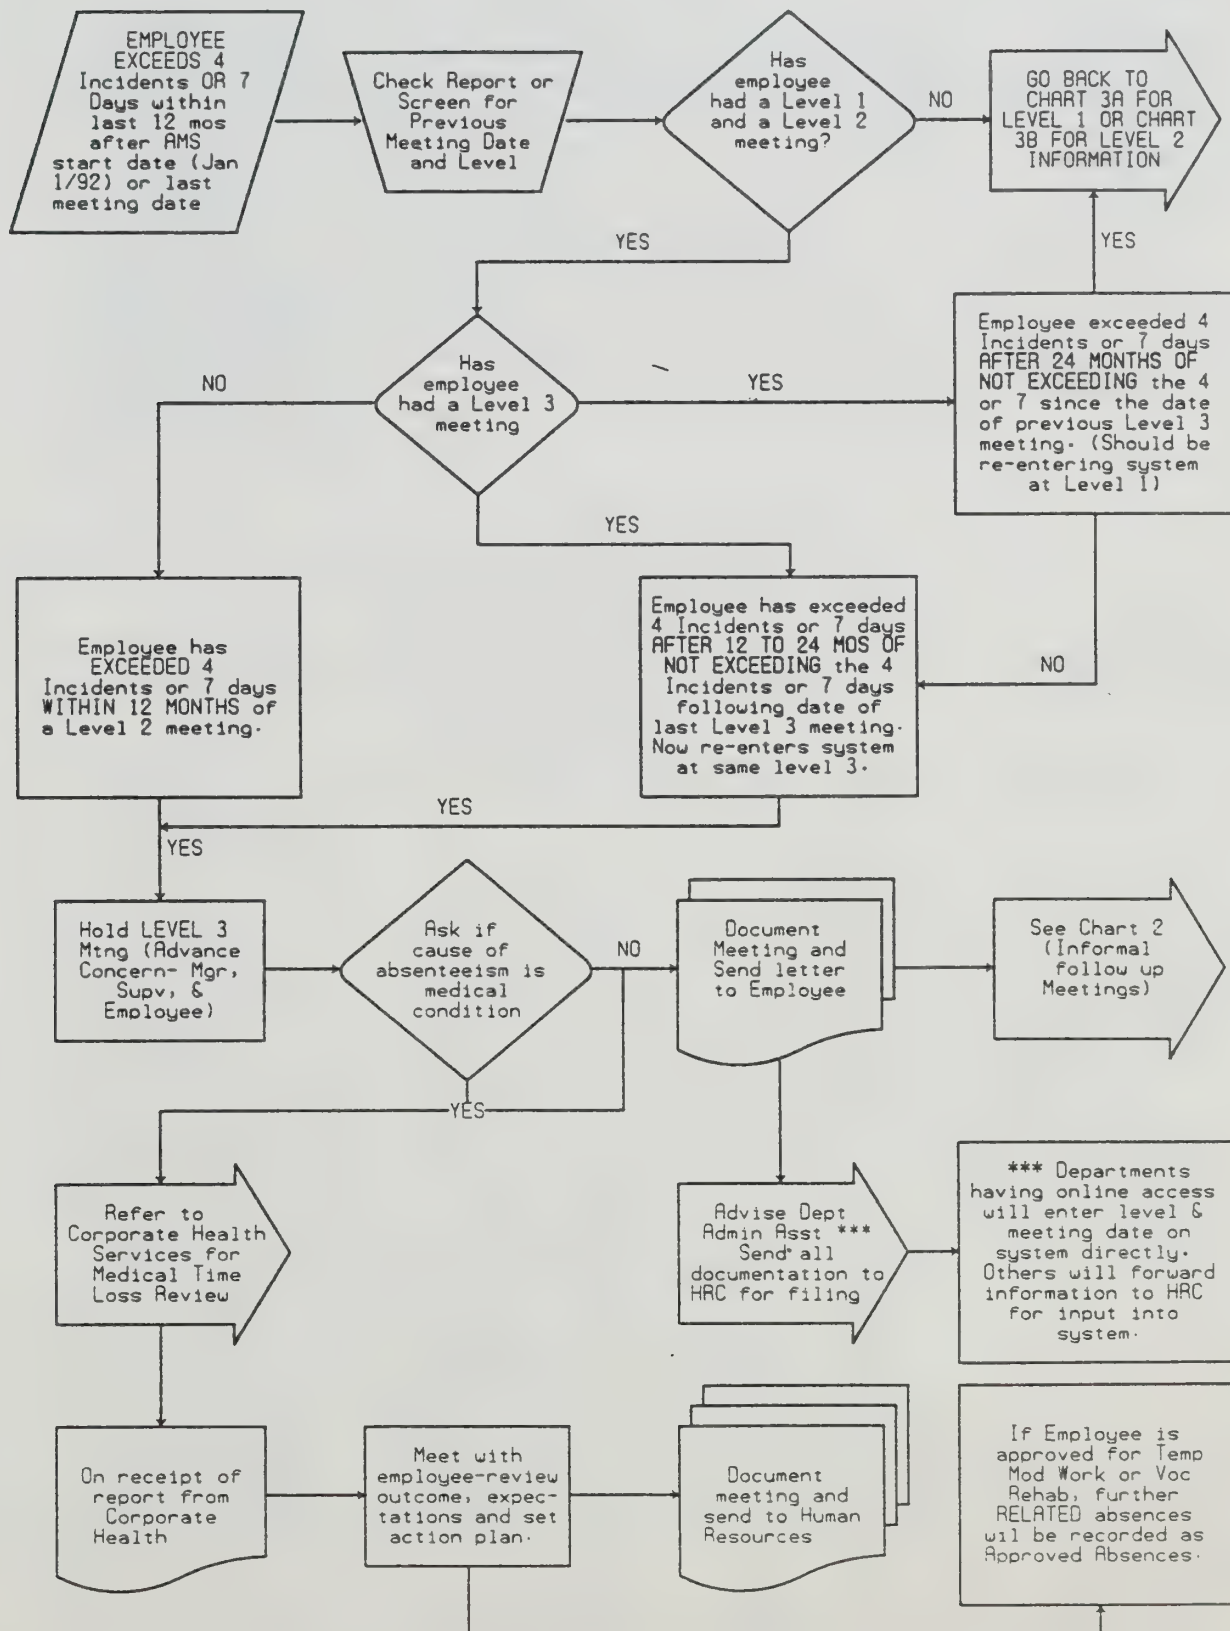 EMPLOYEE
EXCEEDS 4
Incidents OR 7
Days within
last 12 mos
after AMS
start date (Jan
1/92) or last
meeting date
Check Report or
Screen for
Previous
Meeting Date
and Level
Has
employee
had a Level 1
and a Level 2
meeting?
NO
GO BACK TO
CHART 3A FOR
LEVEL 1 OR CHART
3B FOR LEVEL 2
INFORMATION
YES
YES
Has
employee
had a Level 3
meeting
NO
YES
YES
Employee exceeded 4
Incidents or 7 days
AFTER 24 MONTHS OF
NOT EXCEEDING the 4
or 7 since the date
of previous Level 3
meeting. (Should be
re-entering system
at Level 1)
NO
Employee has
EXCEEDED 4
Incidents or 7 days
WITHIN 12 MONTHS of
a Level 2 meeting.
Employee has exceeded
4 Incidents or 7 days
AFTER 12 TO 24 MOS OF
NOT EXCEEDING the 4
Incidents or 7 days
following date of
last Level 3 meeting.
Now re-enters system
at same level 3.
YES
YES
Hold LEVEL 3
Mtng (Advance
Concern- Mgr,
Supv, &
Employee)
Ask if
cause of
absenteeism is
medical
condition
NO
YES
Document
Meeting and
Send letter
to Employee
See Chart 2
(Informal
follow up
Meetings)
Refer to
Corporate Health
Services for
Medical Time
Loss Review
Advise Dept
Admin Asst ***
Send all
documentation to
HRC for filing
*** Departments
having online access
will enter level &
meeting date on
system directly.
Others will forward
information to HRC
for input into
system.
On receipt of
report from
Corporate
Health
Meet with
employee-review
outcome, expec-
tations and set
action plan.
Document
meeting and
send to Human
Resources
If Employee is
approved for Temp
Mod Work or Voc
Rehab, further
RELATED absences
wil be recorded as
Approved Absences.